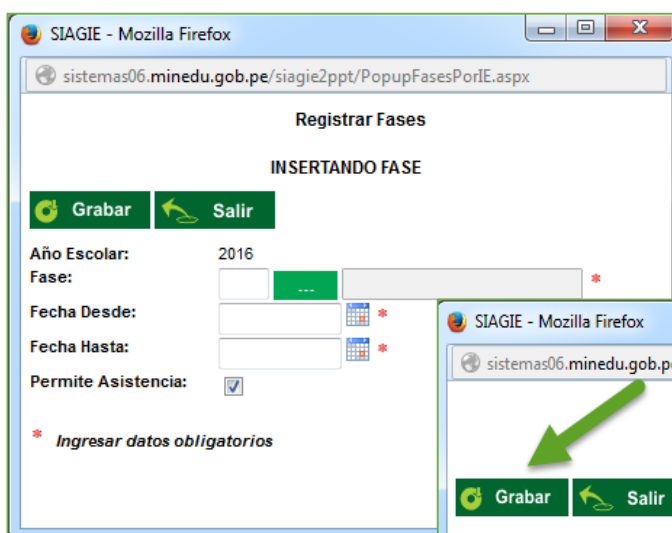 SIAGIE - Mozilla Firefox
sistemas06.minedu.gob.pe/siagie2ppt/PopupFasesPorIE.aspx
Registrar Fases
INSERTANDO FASE
Grabar Salir
Año Escolar: 2016
Fase: ... *
Fecha Desde: *
Fecha Hasta: *
Permite Asistencia:
* Ingresar datos obligatorios
SIAGIE - Mozilla Firefox
sistemas06.minedu.gob.pe
Grabar Salir